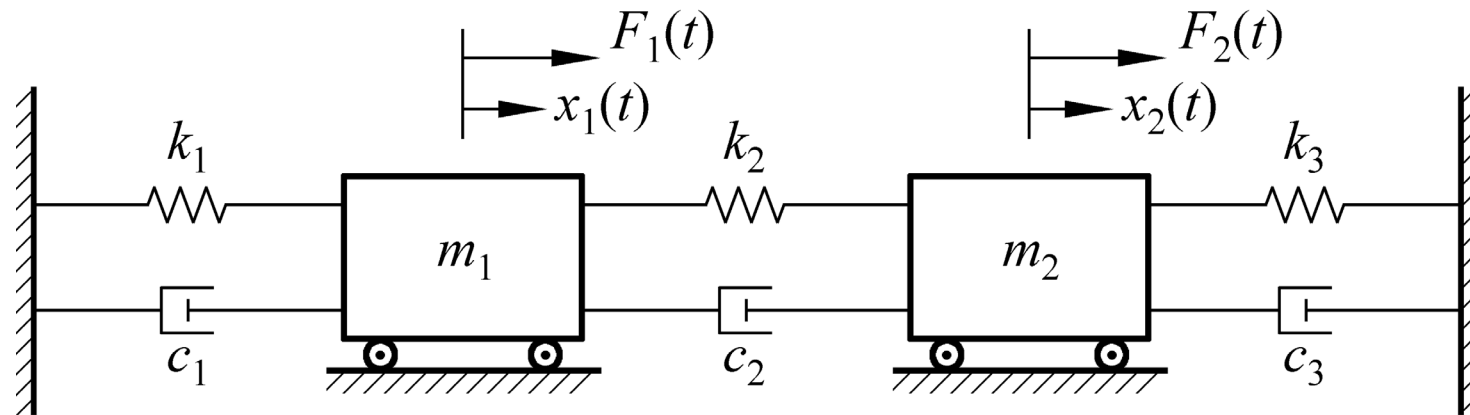 F₁(t) F₂(t)
x₁(t) x₂(t)
k₁ k₂ k₃
m₁ m₂
c₁ c₂ c₃